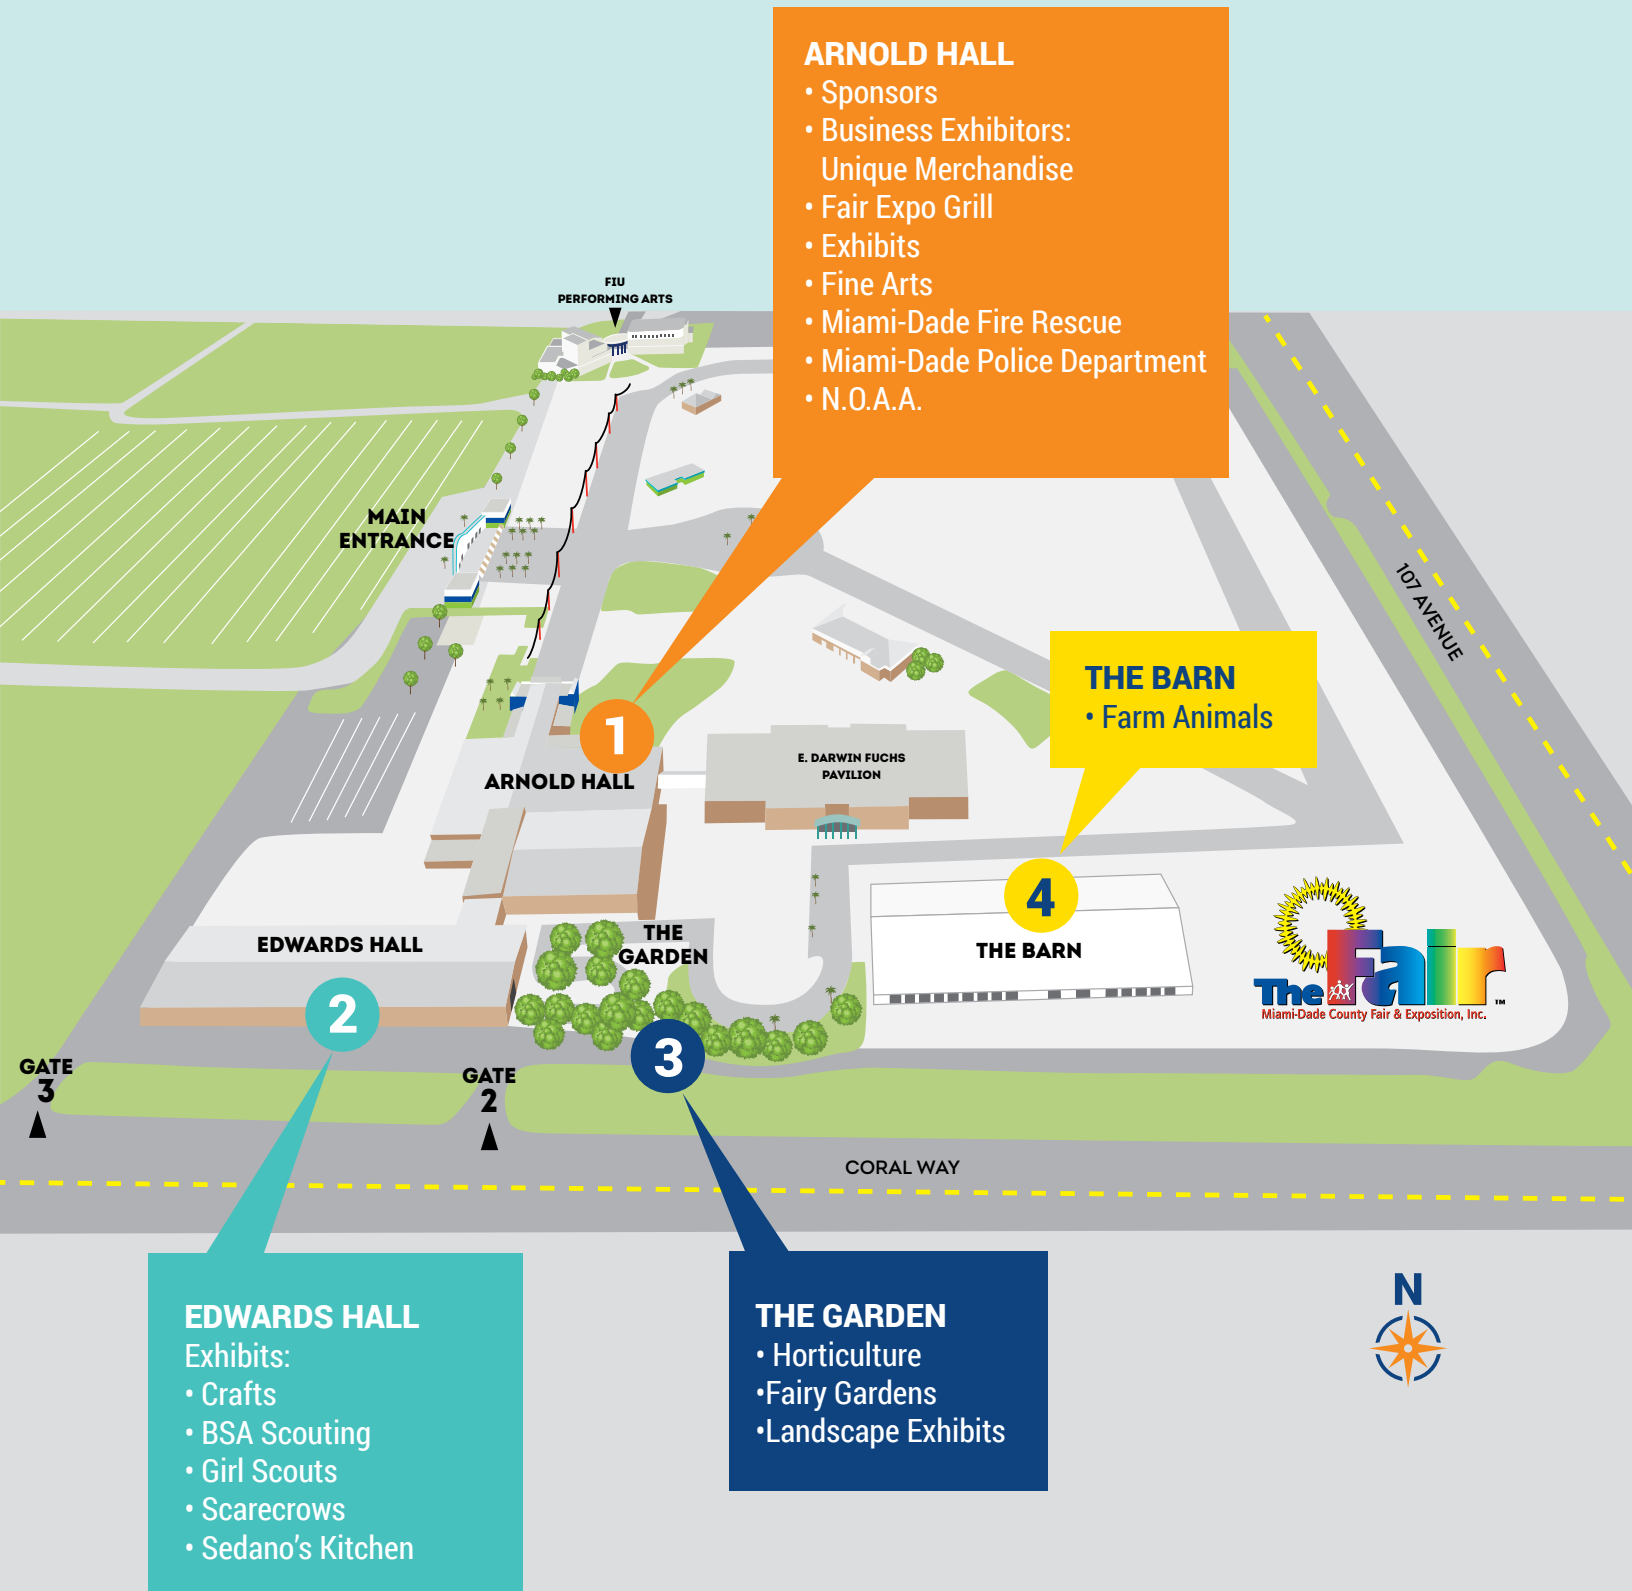 ARNOLD HALL
• Sponsors
• Business Exhibitors:
Unique Merchandise
• Fair Expo Grill
• Exhibits
• Fine Arts
• Miami-Dade Fire Rescue
• Miami-Dade Police Department
• N.O.A.A.
FIU
PERFORMING ARTS
MAIN
ENTRANCE
107 AVENUE
THE BARN
• Farm Animals
1
ARNOLD HALL
E. DARWIN FUCHS
PAVILION
4
THE BARN
EDWARDS HALL
THE
GARDEN
2
3
The Fair ™
Miami-Dade County Fair & Exposition, Inc.
GATE
3
GATE
2
CORAL WAY
EDWARDS HALL
Exhibits:
• Crafts
• BSA Scouting
• Girl Scouts
• Scarecrows
• Sedano's Kitchen
THE GARDEN
• Horticulture
•Fairy Gardens
•Landscape Exhibits
N